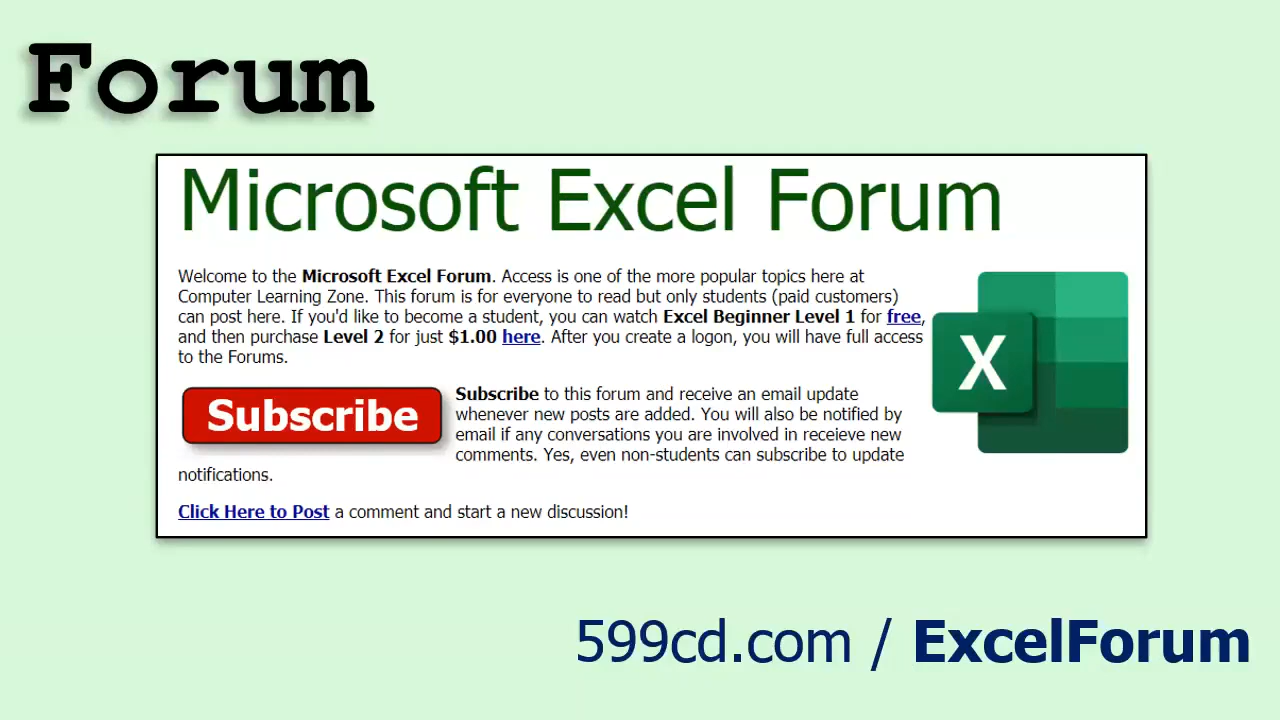 Forum
Microsoft Excel Forum
Welcome to the Microsoft Excel Forum. Access is one of the more popular topics here at
Computer Learning Zone. This forum is for everyone to read but only students (paid customers)
can post here. If you'd like to become a student, you can watch Excel Beginner Level 1 for free,
and then purchase Level 2 for just $1.00 here. After you create a logon, you will have full access
to the Forums.
Subscribe
Subscribe to this forum and receive an email update
whenever new posts are added. You will also be notified by
email if any conversations you are involved in receieve new
comments. Yes, even non-students can subscribe to update
notifications.
Click Here to Post a comment and start a new discussion!
X
599cd.com / ExcelForum